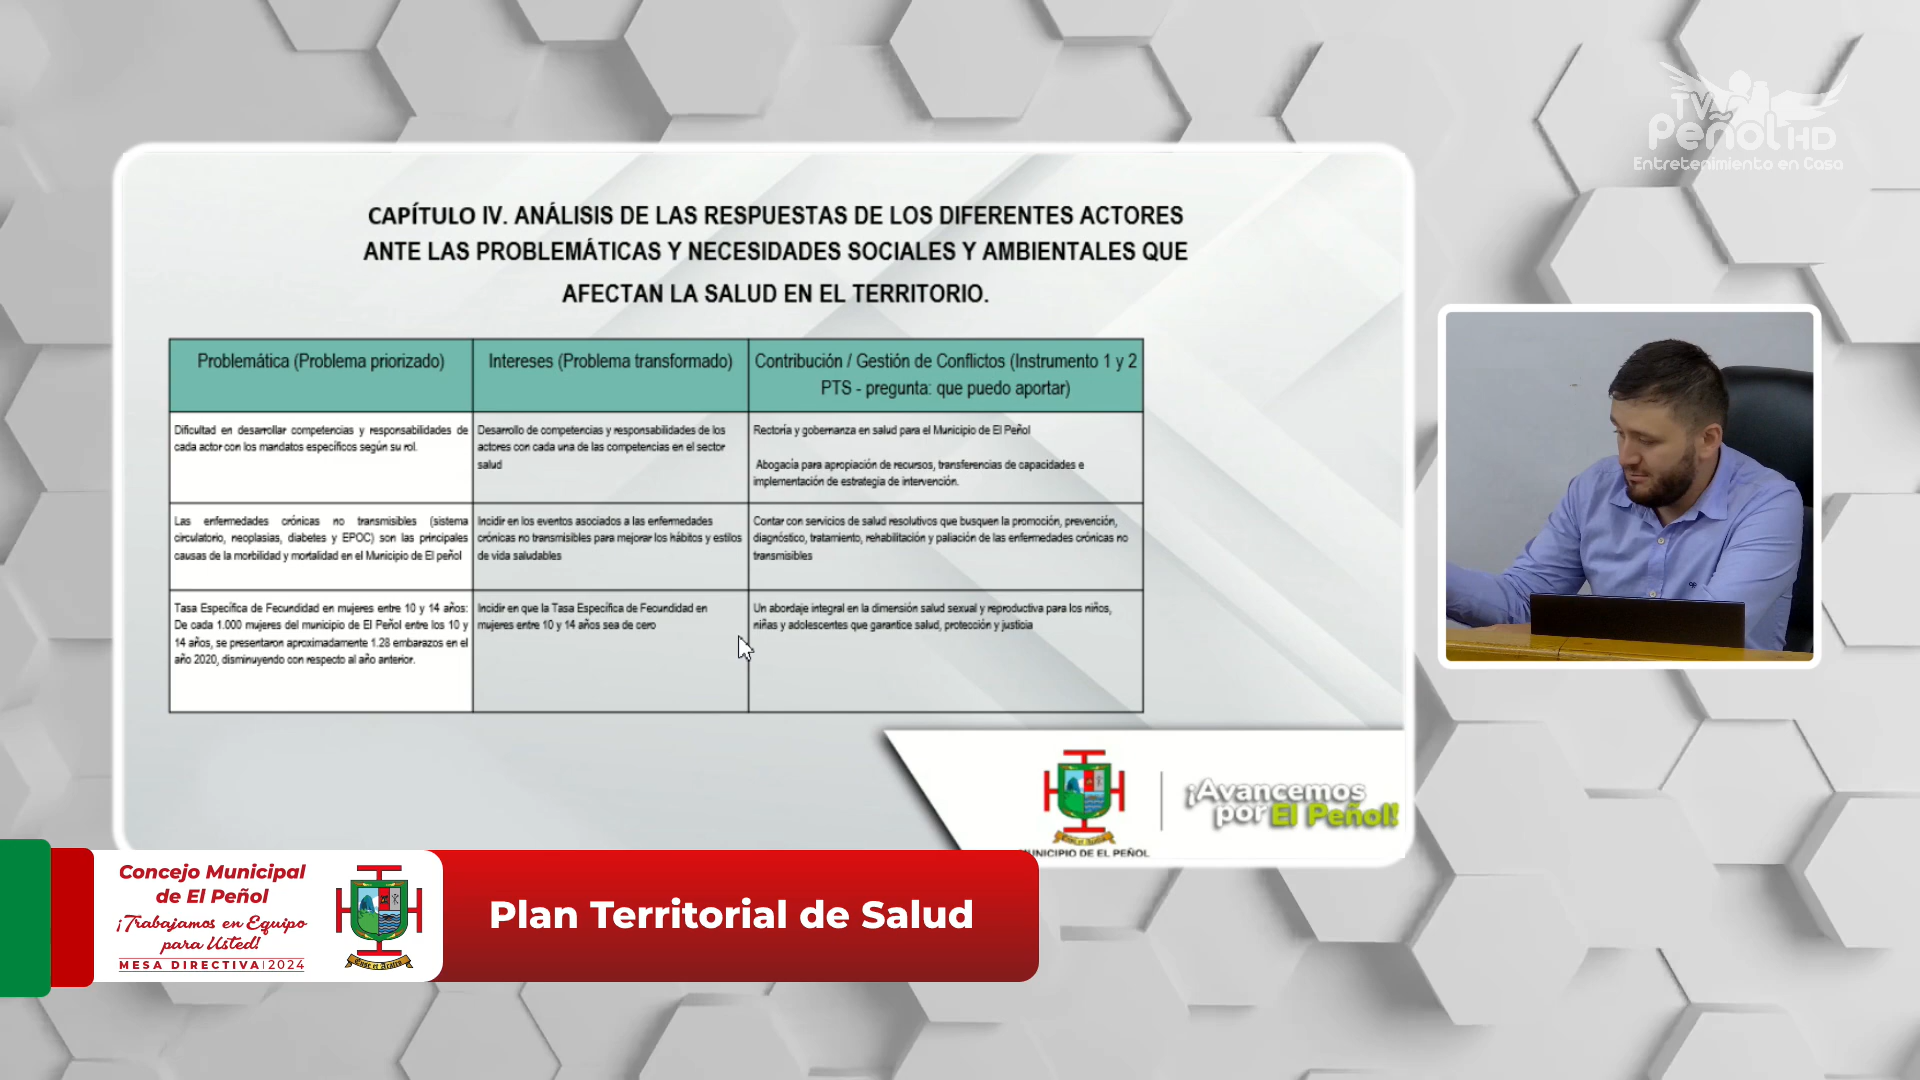 TV
Peñol HD
Entretenimiento en Casa
CAPÍTULO IV. ANÁLISIS DE LAS RESPUESTAS DE LOS DIFERENTES ACTORES
ANTE LAS PROBLEMÁTICAS Y NECESIDADES SOCIALES Y AMBIENTALES QUE
AFECTAN LA SALUD EN EL TERRITORIO.
Problemática (Problema priorizado)
Intereses (Problema transformado)
Contribución / Gestión de Conflictos (Instrumento 1 y 2
PTS - pregunta: que puedo aportar)
Dificultad en desarrollar competencias y responsabilidades de
cada actor con los mandatos específicos según su rol.
Desarrollo de competencias y responsabilidades de los
actores con cada una de las competencias en el sector
salud
Rectoría y gobernanza en salud para el Municipio de El Peñol
Abogacía para apropiación de recursos, transferencias de capacidades e
implementación de estrategia de intervención.
Las enfermedades crónicas no transmisibles (sistema
circulatorio, neoplasias, diabetes y EPOC) son las principales
causas de la morbilidad y mortalidad en el Municipio de El peñol
Incidir en los eventos asociados a las enfermedades
crónicas no transmisibles para mejorar los hábitos y estilos
de vida saludables
Contar con servicios de salud resolutivos que busquen la promoción, prevención,
diagnóstico, tratamiento, rehabilitación y paliación de las enfermedades crónicas no
transmisibles
Tasa Específica de Fecundidad en mujeres entre 10 y 14 años:
De cada 1.000 mujeres del municipio de El Peñol entre los 10 y
14 años, se presentaron aproximadamente 1.28 embarazos en el
año 2020, disminuyendo con respecto al año anterior.
Incidir en que la Tasa Específica de Fecundidad en
mujeres entre 10 y 14 años sea de cero
Un abordaje integral en la dimensión salud sexual y reproductiva para los niños,
niñas y adolescentes que garantice salud, protección y justicia
¡Avancemos
por El Peñol!
MUNICIPIO DE EL PEÑOL
Concejo Municipal
de El Peñol
¡Trabajamos en Equipo
para Usted!
MESA DIRECTIVA|2024
Plan Territorial de Salud